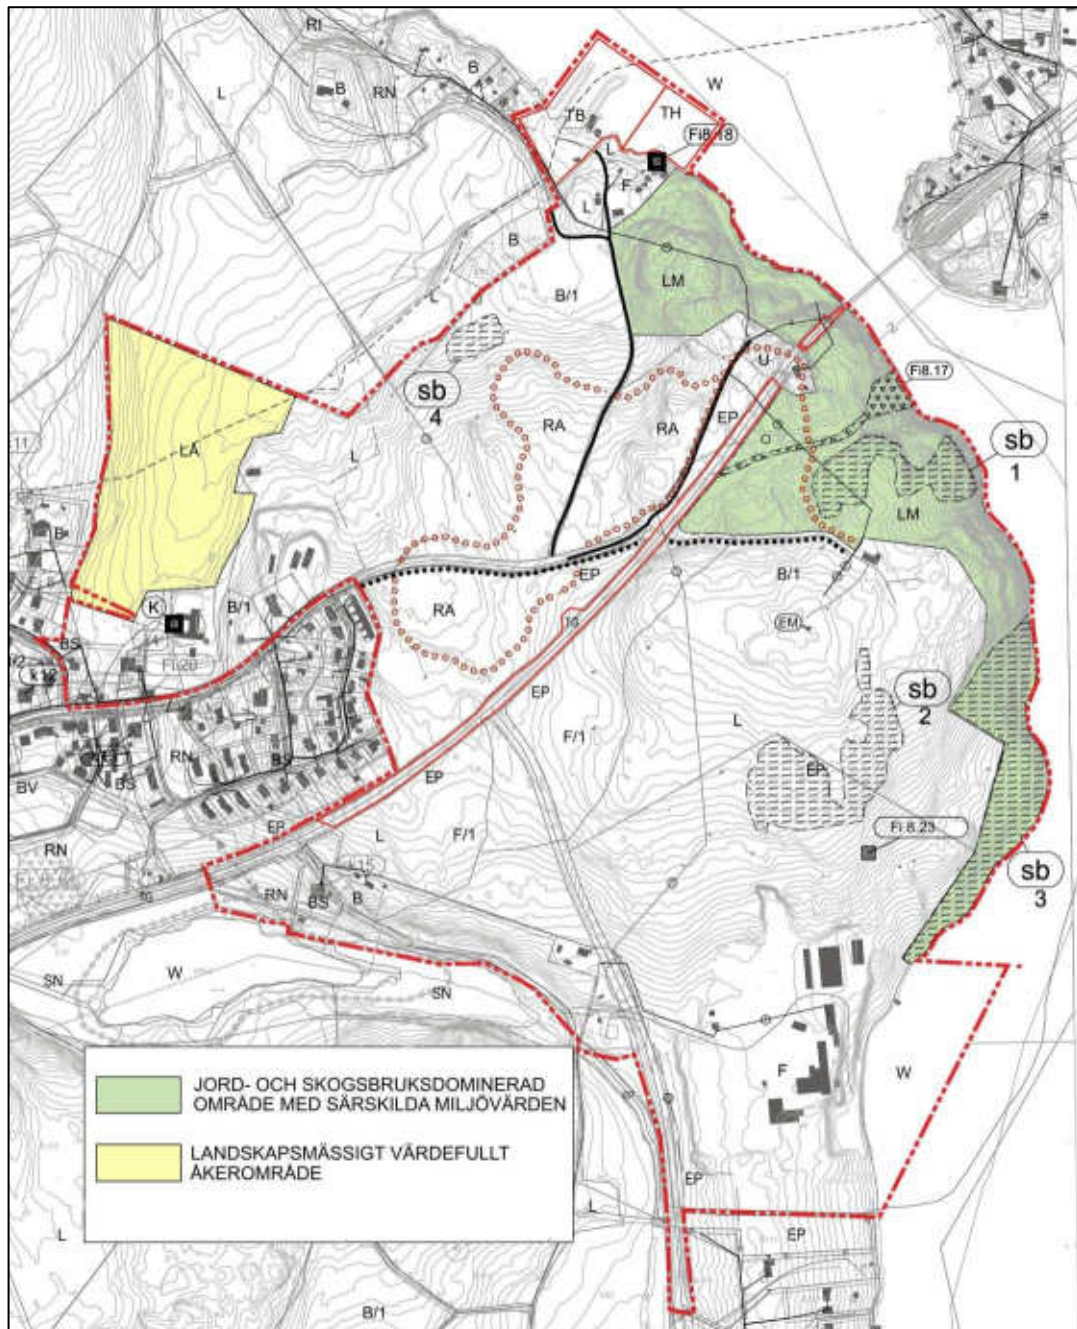 RI
B
B
RN
L
W
TB
TH
Fi8.18
L
F
L
B
B/1
L
LM
sb
4
U
Fi8.17
RA
RA
EP
sb
1
11
LA
L
LM
B
EP
B/1
RA
K
B/1
EM
BS
16
EP
sb
2
L
RN
F/1
EP
BS
BV
EP
F/1
Fi 8.23
ER
L
RN
sb
3
RN
BS
B
SN
W
SN
JORD- OCH SKOGSBRUKSDOMINERAD
OMRÅDE MED SÄRSKILDA MILJÖVÄRDEN
F
W
LANDSKAPSMÄSSIGT VÄRDEFULLT
ÅKEROMRÅDE
EP
L
L
EP
B/1